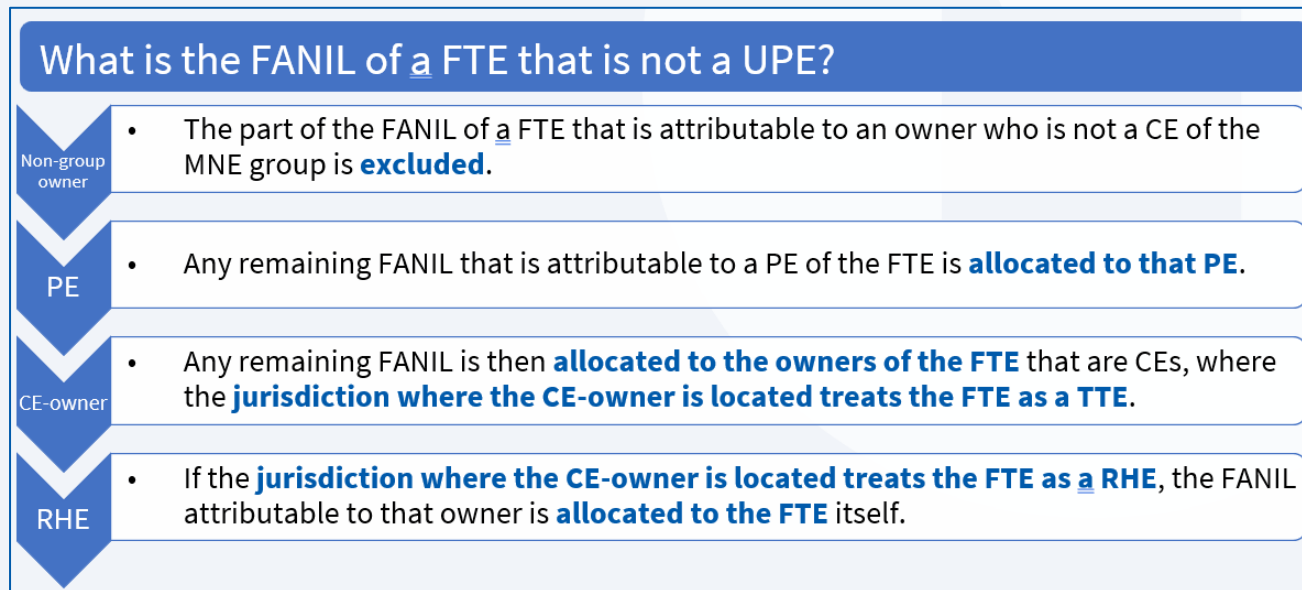 What is the FANIL of a FTE that is not a UPE?
Non-group
owner
• The part of the FANIL of a FTE that is attributable to an owner who is not a CE of the
MNE group is excluded.
PE
• Any remaining FANIL that is attributable to a PE of the FTE is allocated to that PE.
CE-owner
• Any remaining FANIL is then allocated to the owners of the FTE that are CEs, where
the jurisdiction where the CE-owner is located treats the FTE as a TTE.
RHE
• If the jurisdiction where the CE-owner is located treats the FTE as a RHE, the FANIL
attributable to that owner is allocated to the FTE itself.